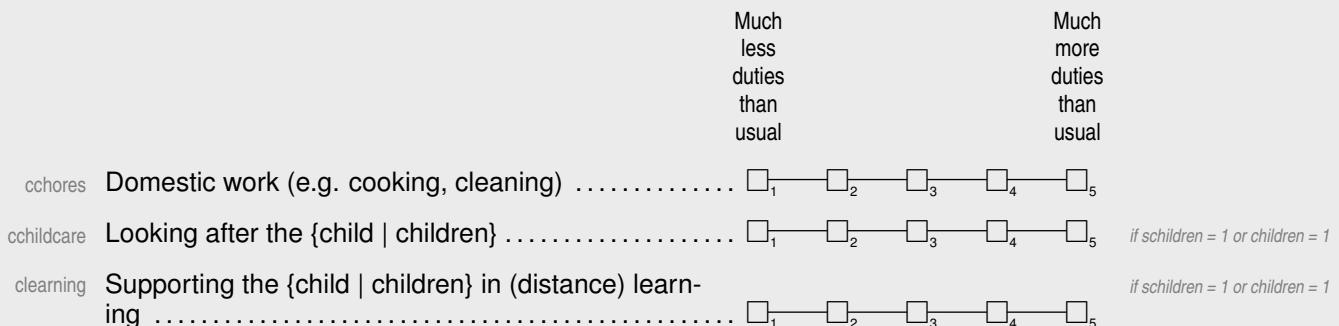 Much Much
less more
duties duties
than than
usual usual
cchores Domestic work (e.g. cooking, cleaning) .............. □1 □2 □3 □4 □5
cchildcare Looking after the {child | children} .................... □1 □2 □3 □4 □5 if schildren = 1 or children = 1
clearning Supporting the {child | children} in (distance) learn- if schildren = 1 or children = 1
ing .................................................... □1 □2 □3 □4 □5